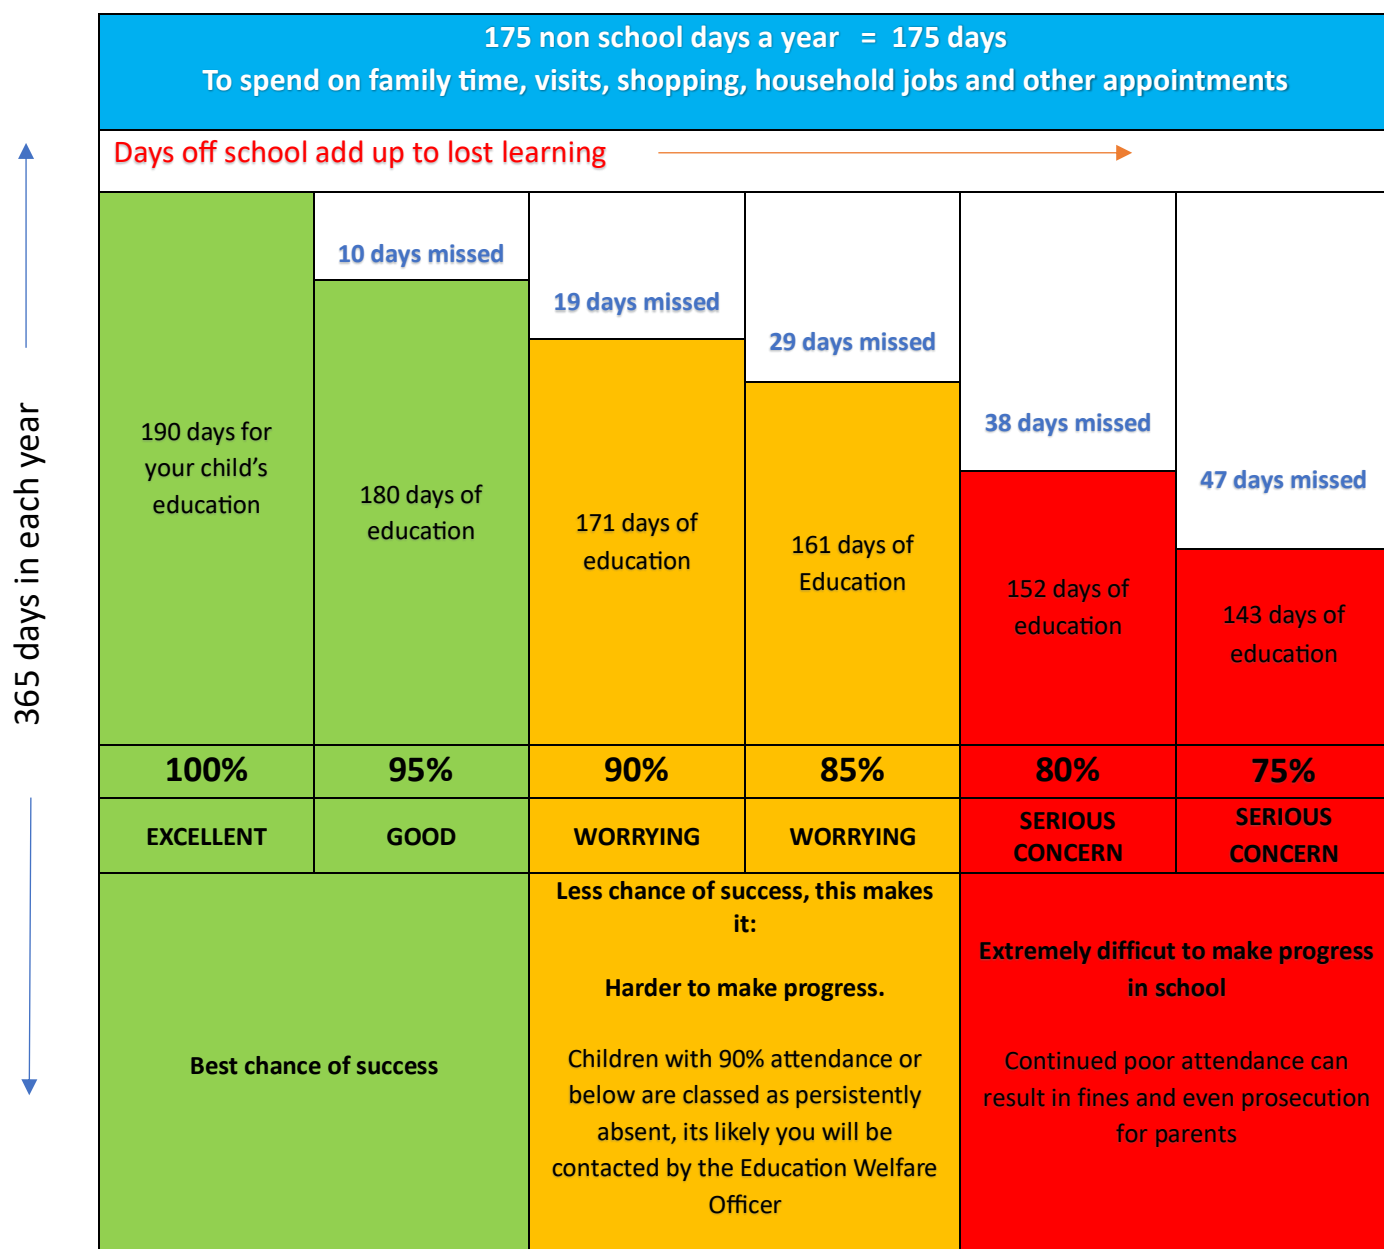 175 non school days a year = 175 days
To spend on family time, visits, shopping, household jobs and other appointments
Days off school add up to lost learning
365 days in each year
190 days for
your child's
education
10 days missed
180 days of
education
19 days missed
171 days of
education
29 days missed
161 days of
Education
38 days missed
152 days of
education
47 days missed
143 days of
education
100%
95%
90%
85%
80%
75%
EXCELLENT
GOOD
WORRYING
WORRYING
SERIOUS
CONCERN
SERIOUS
CONCERN
Best chance of success
Less chance of success, this makes
it:
Harder to make progress.
Children with 90% attendance or
below are classed as persistently
absent, its likely you will be
contacted by the Education Welfare
Officer
Extremely difficut to make progress
in school
Continued poor attendance can
result in fines and even prosecution
for parents